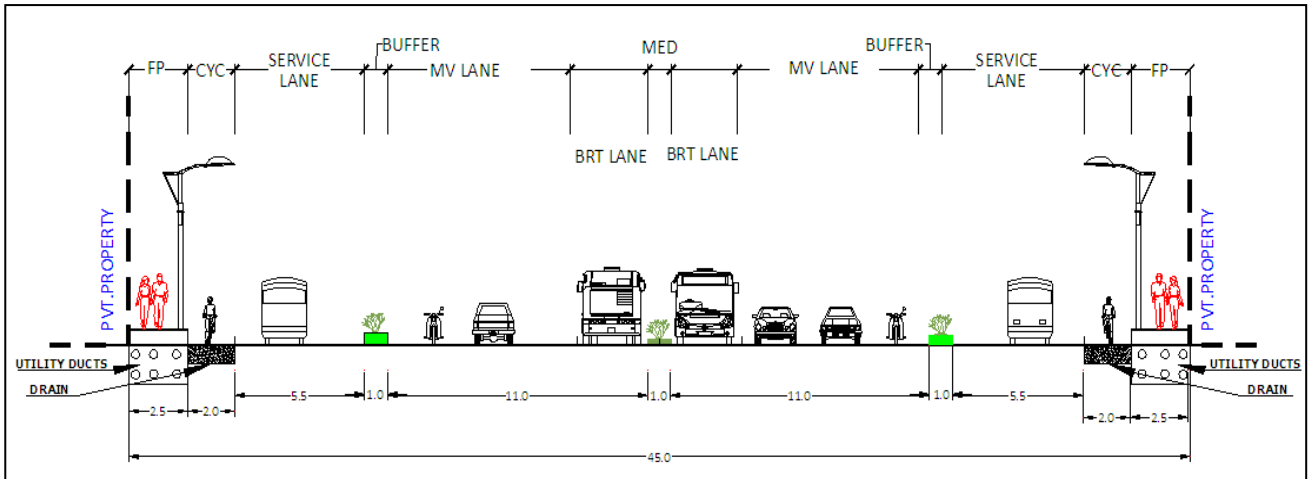 BUFFER
MED
BUFFER
FP
CYC
SERVICE
LANE
MV LANE
MV LANE
SERVICE
LANE
CYC
FP
BRT LANE
BRT LANE
PVT.PROPERTY
PVT.PROPERTY
UTILITY DUCTS
UTILITY DUCTS
DRAIN
DRAIN
2.5
2.0
5.5
1.0
11.0
1.0
11.0
1.0
5.5
2.0
2.5
45.0